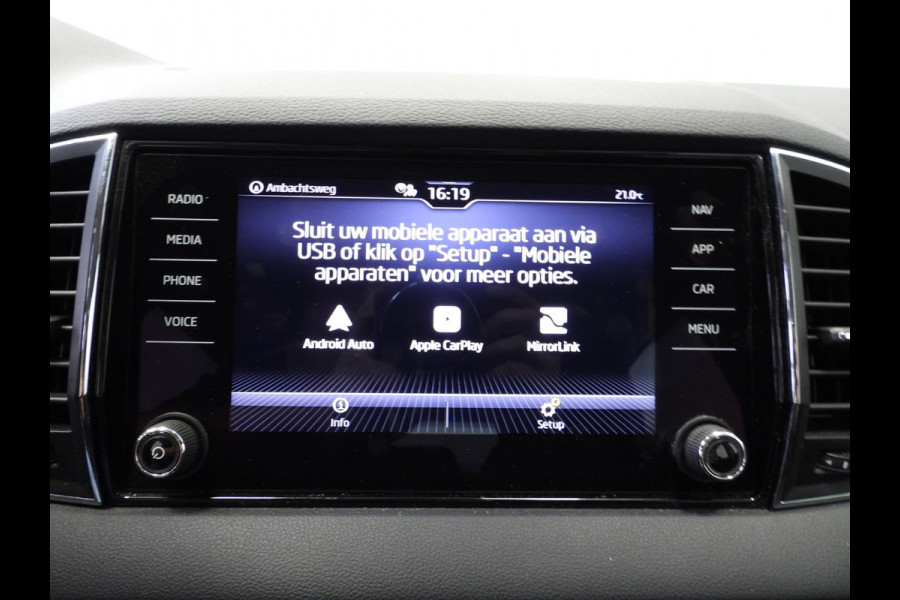 Ambachtsweg 16:19 21.0°C
RADIO
MEDIA
PHONE
VOICE
Sluit uw mobiele apparaat aan via
USB of klik op "Setup" - "Mobiele
apparaten" voor meer opties.
Android Auto Apple CarPlay MirrorLink
Info Setup
NAV
APP
CAR
MENU